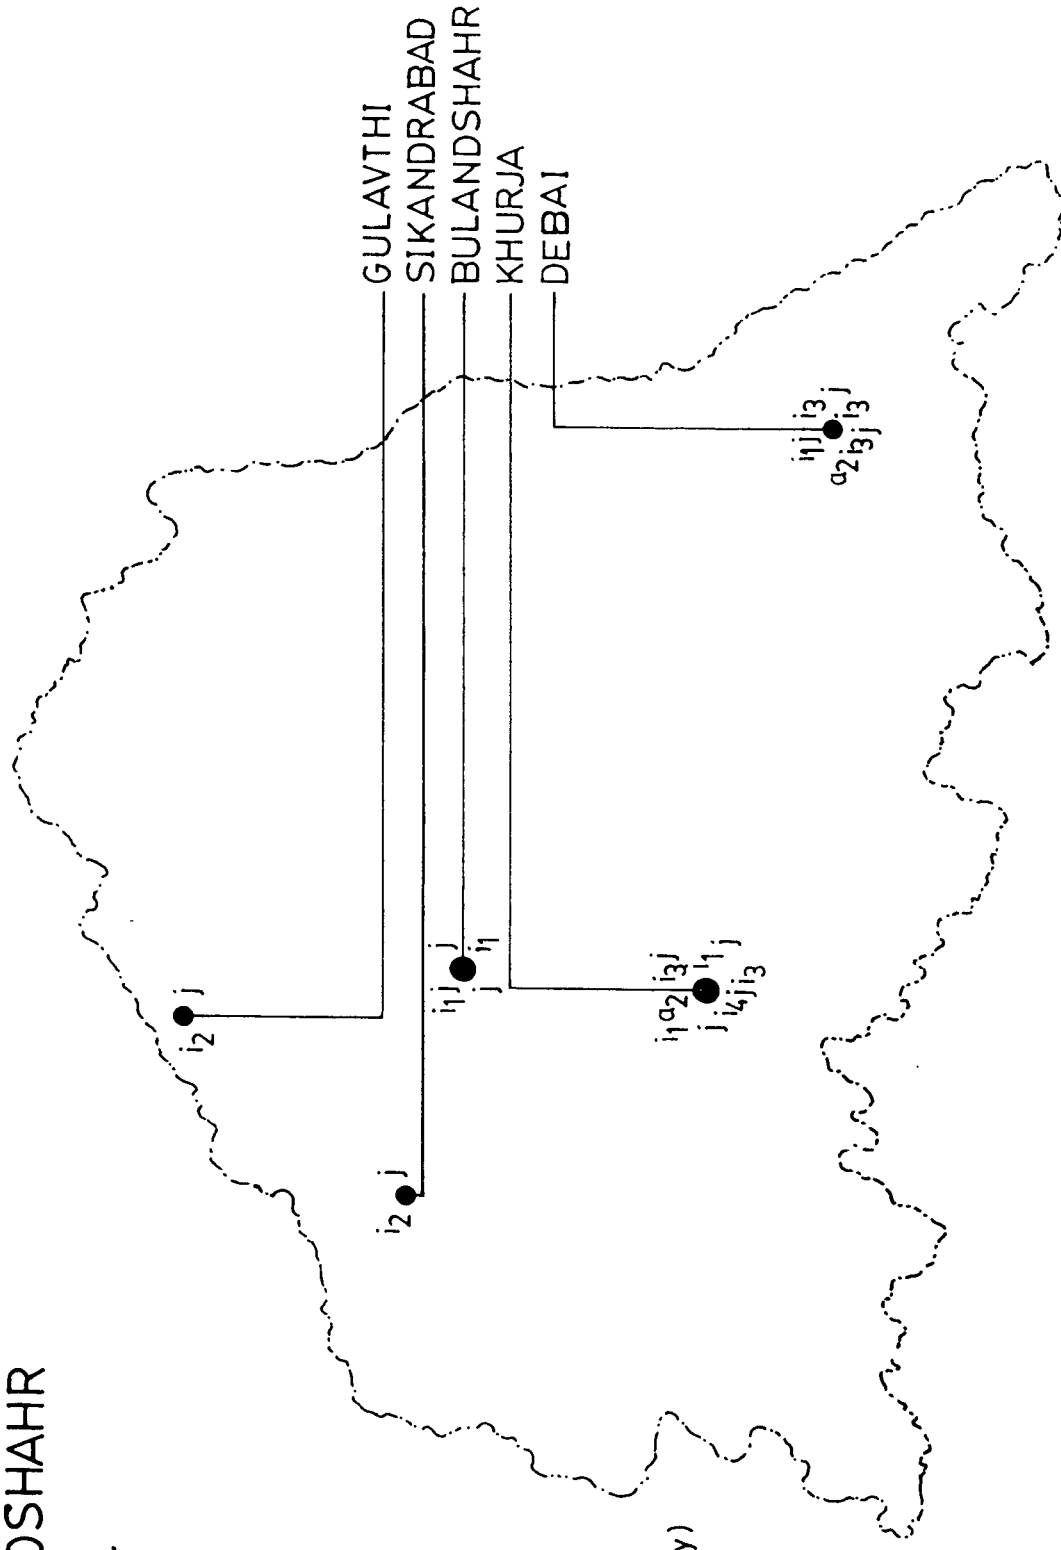 DSHAHR
GULAVTHI
SIKANDRABAD
BULANDSHAHR
KHURJA
DEBAI
i2 j
i2 j
i1 j j
j i1
i1 a2 i3 j
j i4 j i3 i1 j
i1 j i3 j
a2 i3 j i3
y)